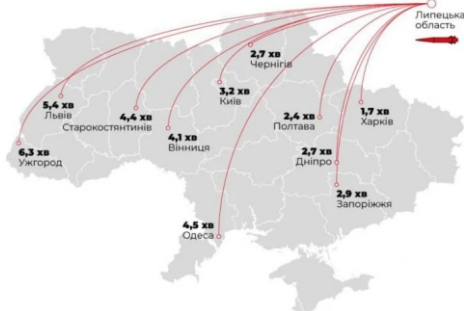 Липецька
область
2,7 хв
Чернігів
3,2 хв
Київ
5,4 хв
Львів
4,4 хв
Старокостянтинів
4,1 хв
Вінниця
6,3 хв
Ужгород
2,4 хв
Полтава
1,7 хв
Харків
2,7 хв
Дніпро
2,9 хв
Запоріжжя
4,5 хв
Одеса